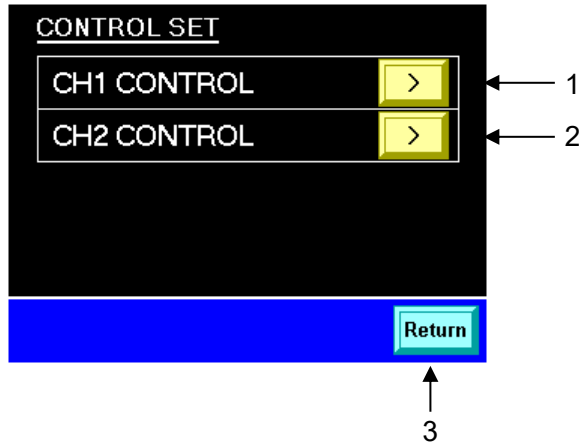 CONTROL SET
CH1 CONTROL > 1
CH2 CONTROL > 2
Return
3